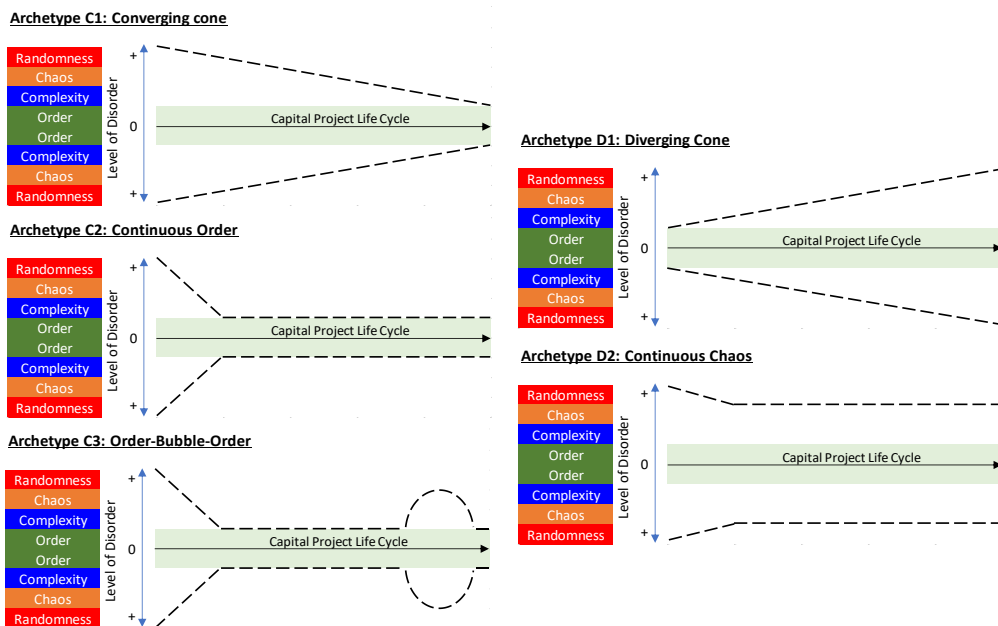 Archetype C1: Converging cone
+
Randomness
Chaos
Complexity
Order
Order
Complexity
Chaos
Randomness
Level of Disorder
0
+
Capital Project Life Cycle
Archetype C2: Continuous Order
+
Randomness
Chaos
Complexity
Order
Order
Complexity
Chaos
Randomness
Level of Disorder
0
+
Capital Project Life Cycle
Archetype C3: Order-Bubble-Order
+
Randomness
Chaos
Complexity
Order
Order
Complexity
Chaos
Randomness
Level of Disorder
0
+
Capital Project Life Cycle
Archetype D1: Diverging Cone
+
Randomness
Chaos
Complexity
Order
Order
Complexity
Chaos
Randomness
Level of Disorder
0
+
Capital Project Life Cycle
Archetype D2: Continuous Chaos
+
Randomness
Chaos
Complexity
Order
Order
Complexity
Chaos
Randomness
Level of Disorder
0
+
Capital Project Life Cycle